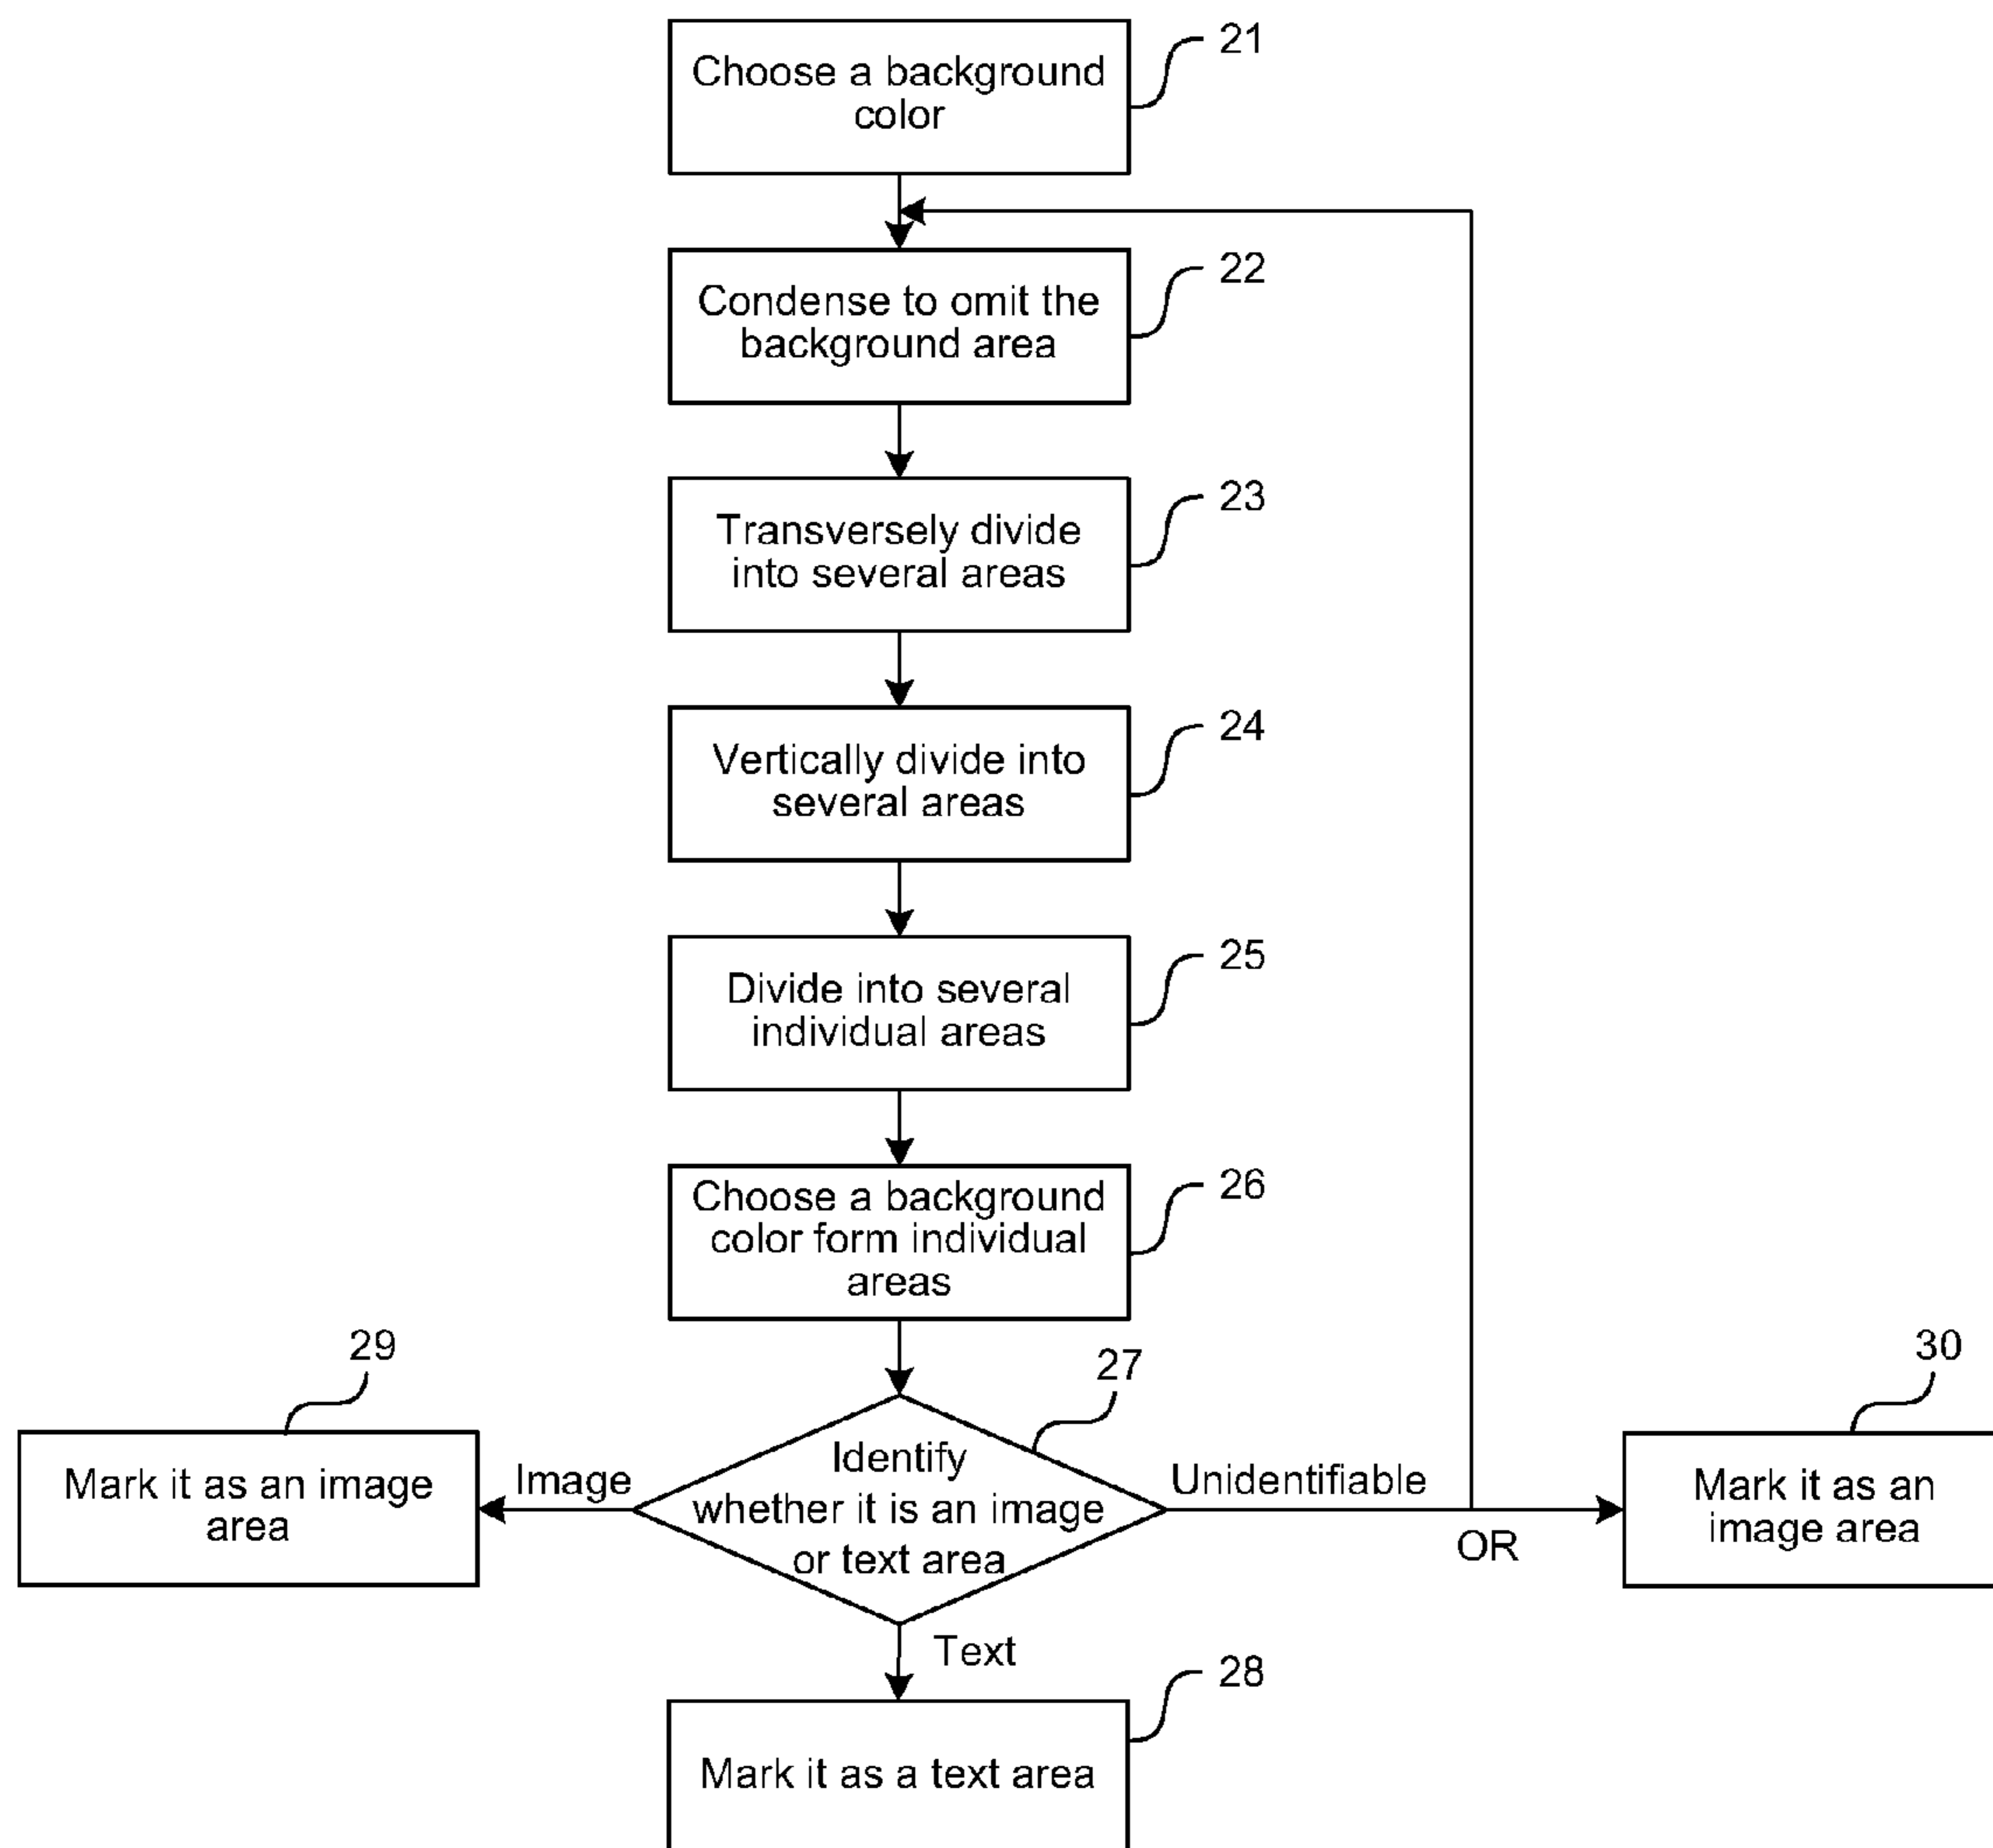 Choose a background
color
21
Condense to omit the
background area
22
Transversely divide
into several areas
23
Vertically divide into
several areas
24
Divide into several
individual areas
25
Choose a background
color form individual
areas
26
Identify
whether it is an image
or text area
27
Image
Mark it as an image
area
29
Unidentifiable
OR
Mark it as an
image area
30
Text
Mark it as a text area
28